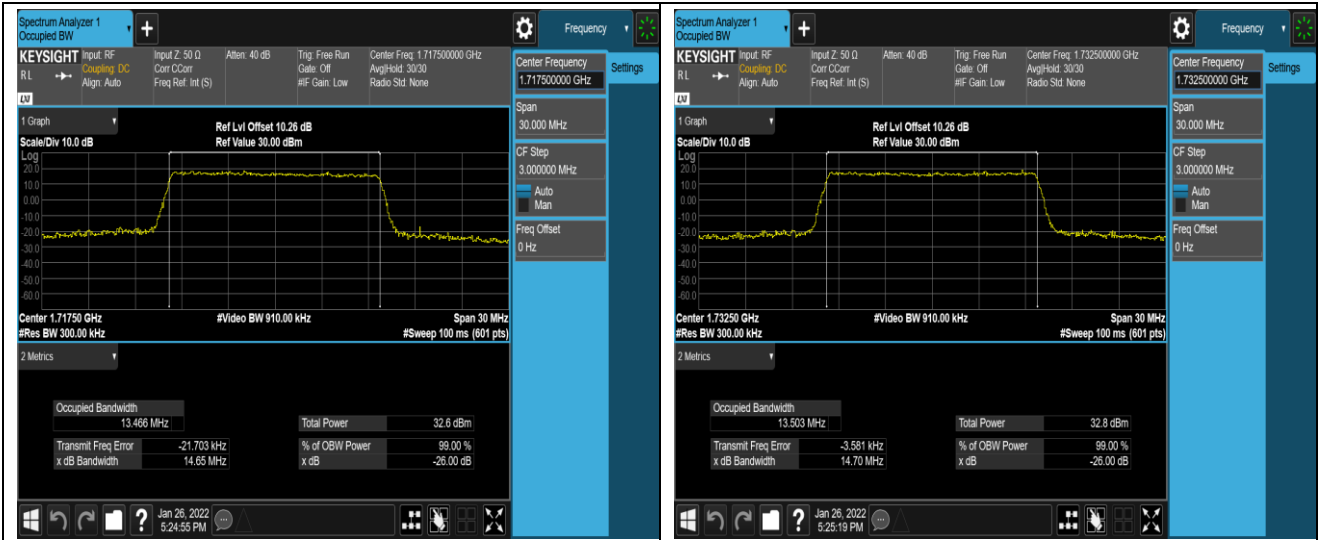 Spectrum Analyzer 1
Occupied BW
+
Frequency
KEYSIGHT Input: RF Input Z: 50 Ω Atten: 40 dB Trig: Free Run Center Freq: 1.717500000 GHz
RL Coupling: DC Corr CCorr Gate: Off Avg|Hold: 30/30
Align: Auto Freq Ref: Int (S) #IF Gain: Low Radio Std: None
LXI
Center Frequency
1.717500000 GHz
Settings
Span
30.000 MHz
CF Step
3.000000 MHz
Auto
Man
Freq Offset
0 Hz
1 Graph
Ref Lvl Offset 10.26 dB
Scale/Div 10.0 dB Ref Value 30.00 dBm
Log
20.0
10.0
0.00
-10.0
-20.0
-30.0
-40.0
-50.0
-60.0
Center 1.71750 GHz #Video BW 910.00 kHz Span 30 MHz
#Res BW 300.00 kHz #Sweep 100 ms (601 pts)
2 Metrics
Occupied Bandwidth
13.466 MHz
Total Power 32.6 dBm
Transmit Freq Error -21.703 kHz % of OBW Power 99.00 %
x dB Bandwidth 14.65 MHz x dB -26.00 dB
?
Jan 26, 2022
5:24:55 PM
Spectrum Analyzer 1
Occupied BW
+
Frequency
KEYSIGHT Input: RF Input Z: 50 Ω Atten: 40 dB Trig: Free Run Center Freq: 1.732500000 GHz
RL Coupling: DC Corr CCorr Gate: Off Avg|Hold: 30/30
Align: Auto Freq Ref: Int (S) #IF Gain: Low Radio Std: None
LXI
Center Frequency
1.732500000 GHz
Settings
Span
30.000 MHz
CF Step
3.000000 MHz
Auto
Man
Freq Offset
0 Hz
1 Graph
Ref Lvl Offset 10.26 dB
Scale/Div 10.0 dB Ref Value 30.00 dBm
Log
20.0
10.0
0.00
-10.0
-20.0
-30.0
-40.0
-50.0
-60.0
Center 1.73250 GHz #Video BW 910.00 kHz Span 30 MHz
#Res BW 300.00 kHz #Sweep 100 ms (601 pts)
2 Metrics
Occupied Bandwidth
13.503 MHz
Total Power 32.8 dBm
Transmit Freq Error -3.581 kHz % of OBW Power 99.00 %
x dB Bandwidth 14.70 MHz x dB -26.00 dB
?
Jan 26, 2022
5:25:19 PM